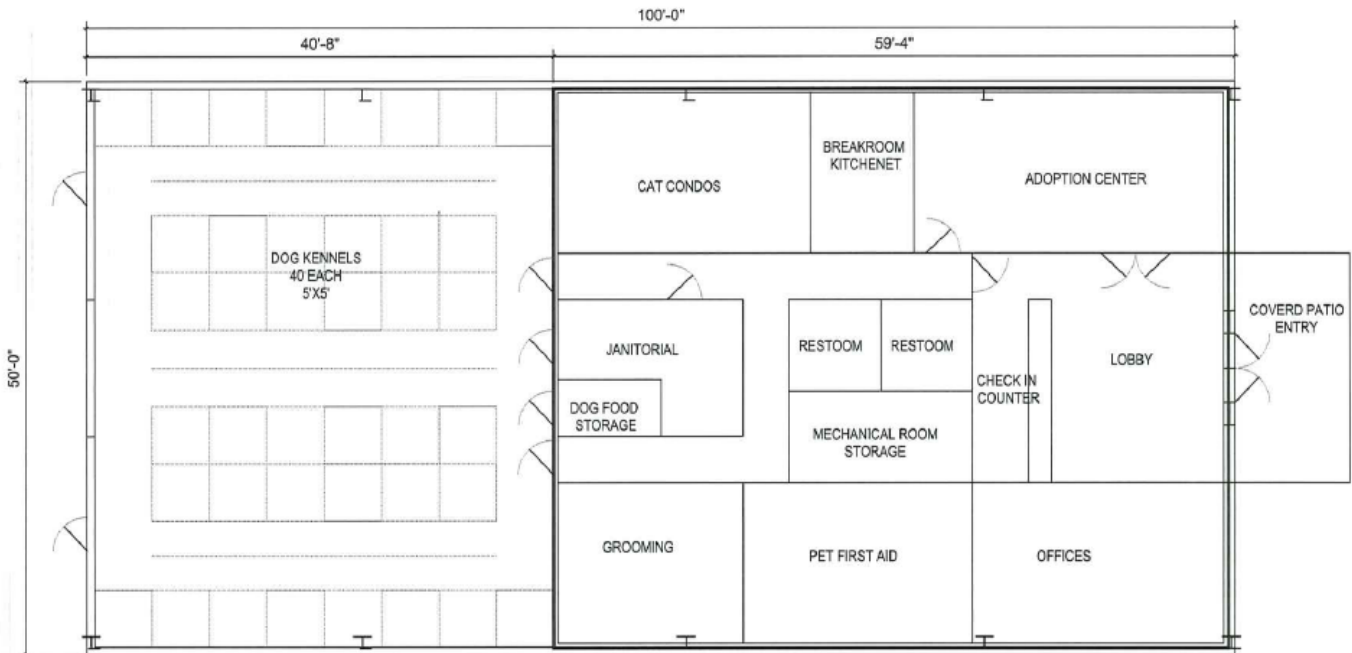 100'-0"
40'-8"
59'-4"
50'-0"
BREAKROOM
KITCHENET
CAT CONDOS
ADOPTION CENTER
DOG KENNELS
40 EACH
5'X5'
COVERD PATIO
ENTRY
JANITORIAL
RESTOOM
RESTOOM
LOBBY
CHECK IN
COUNTER
DOG FOOD
STORAGE
MECHANICAL ROOM
STORAGE
GROOMING
PET FIRST AID
OFFICES